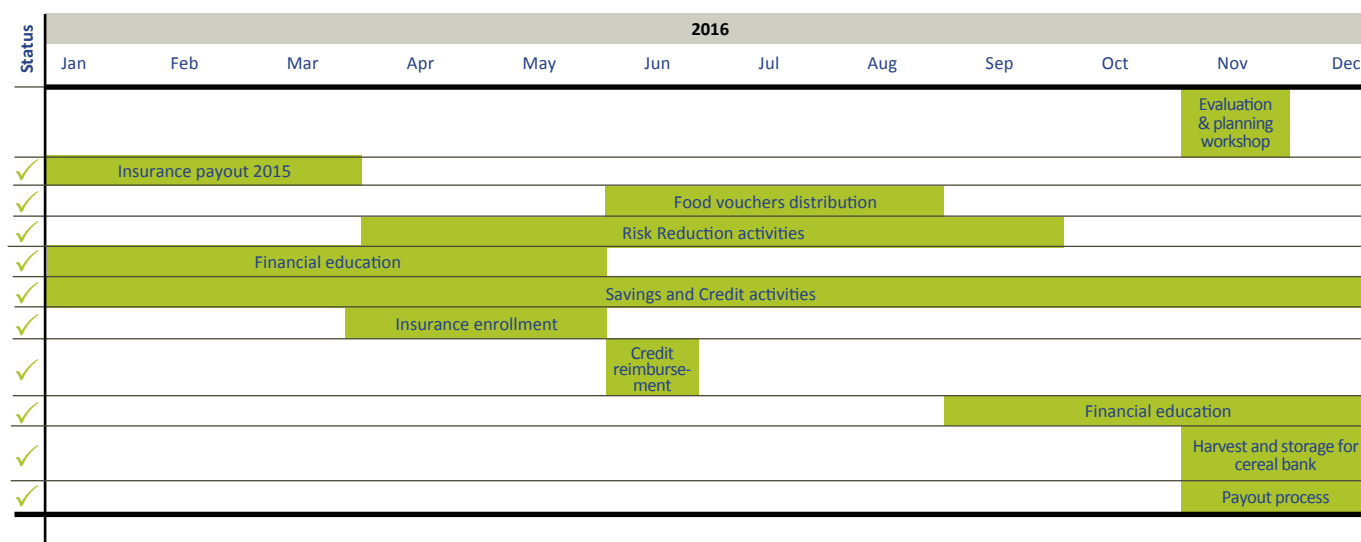 2016
Status
Jan Feb Mar Apr May Jun Jul Aug Sep Oct Nov Dec
Evaluation
& planning
workshop
Insurance payout 2015
Food vouchers distribution
Risk Reduction activities
Financial education
Savings and Credit activities
Insurance enrollment
Credit
reimburse-
ment
Financial education
Harvest and storage for
cereal bank
Payout process